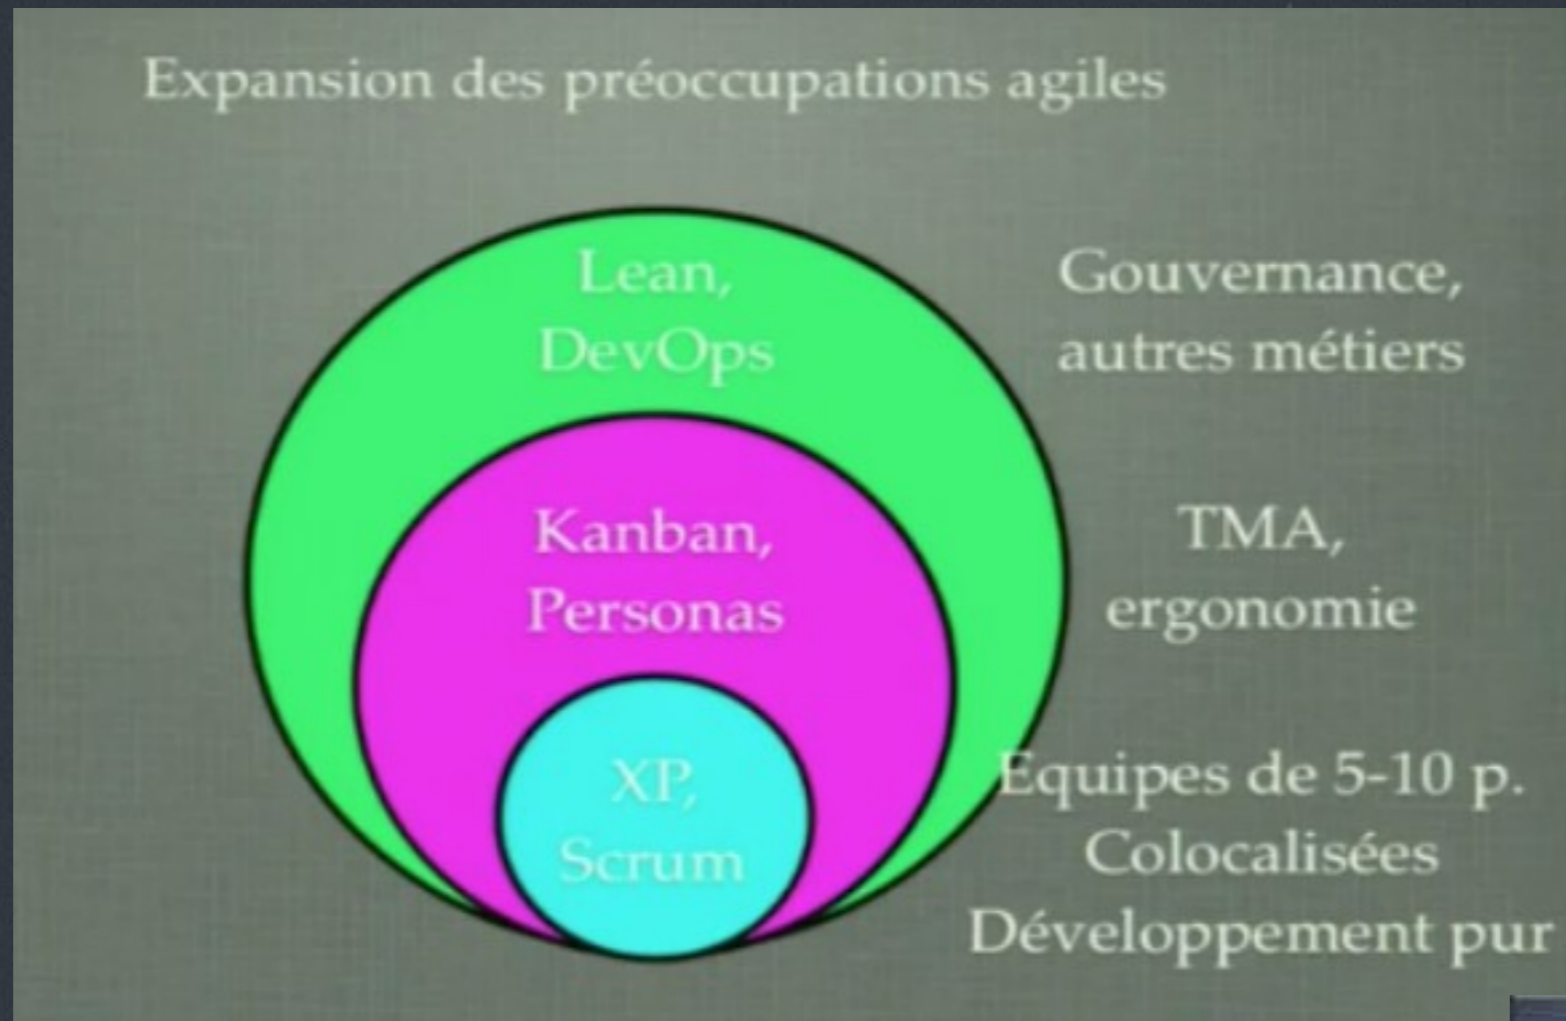 Expansion des préoccupations agiles
Lean,
DevOps
Gouvernance,
autres métiers
Kanban,
Personas
TMA,
ergonomie
XP,
Scrum
Equipes de 5-10 p.
Colocalisées
Développement pur